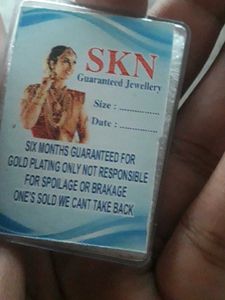 SKN
Guaranteed Jewellery
Size : ................
Date : ................
SIX MONTHS GUARANTEED FOR
GOLD PLATING ONLY NOT RESPONSIBLE
FOR SPOILAGE OR BRAKAGE
ONE'S SOLD WE CANT TAKE BACK